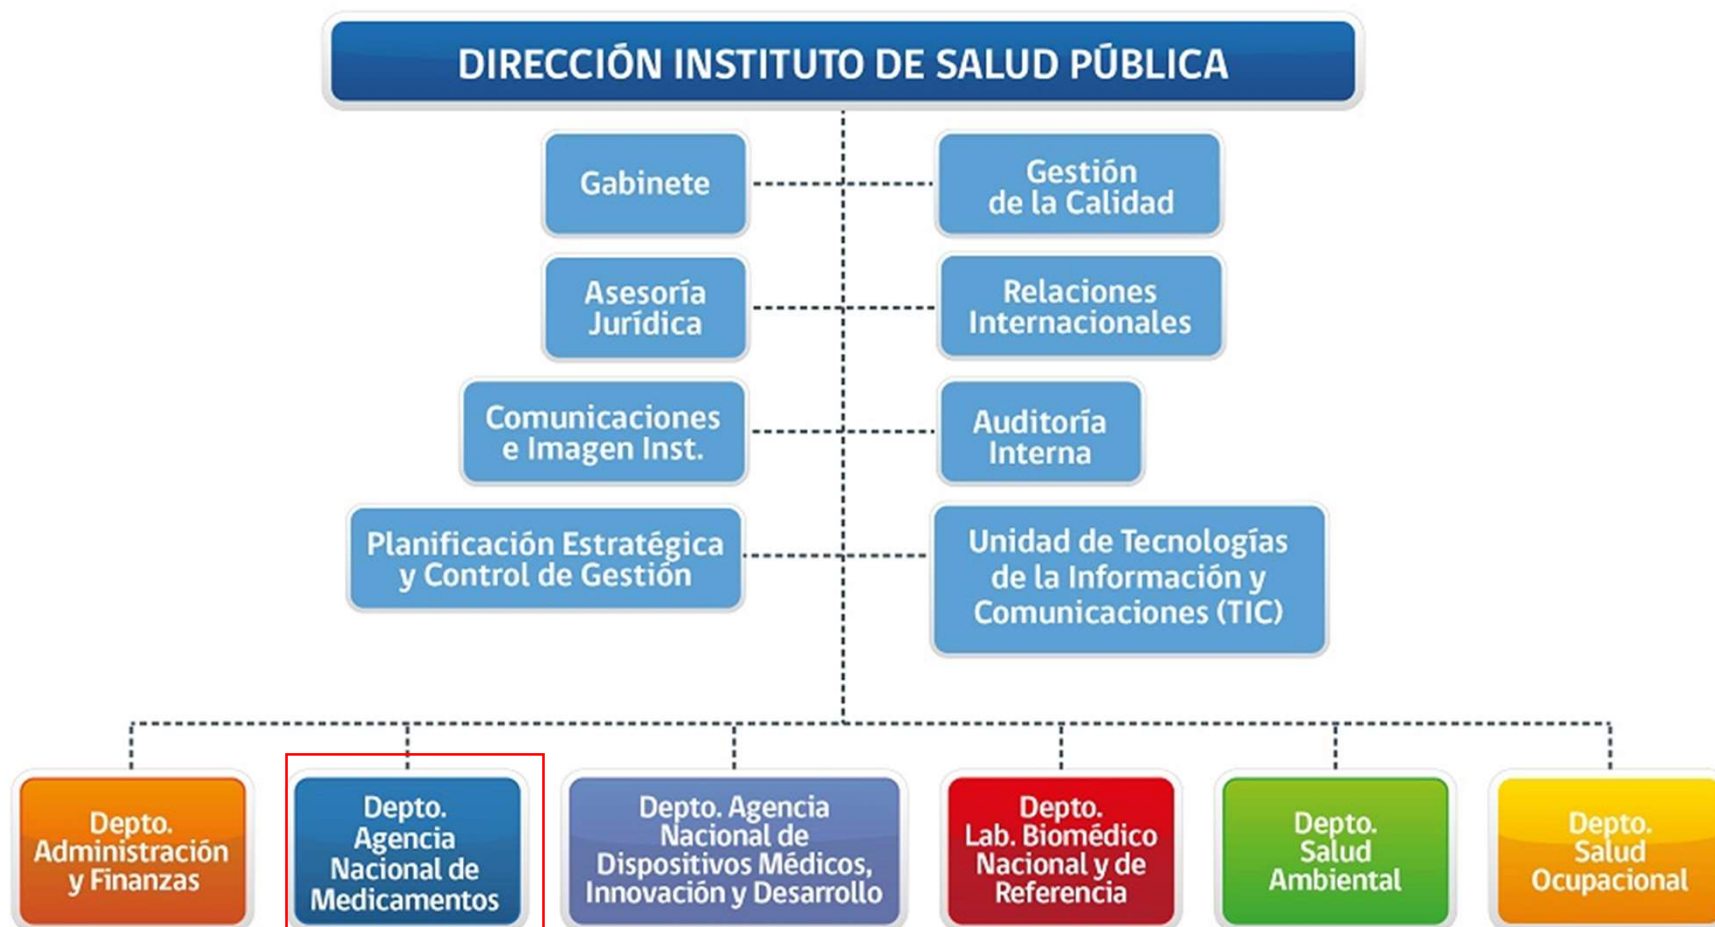 DIRECCIÓN INSTITUTO DE SALUD PÚBLICA
Gabinete
Gestión
de la Calidad
Asesoría
Jurídica
Relaciones
Internacionales
Comunicaciones
e Imagen Inst.
Auditoría
Interna
Planificación Estratégica
y Control de Gestión
Unidad de Tecnologías
de la Información y
Comunicaciones (TIC)
Depto.
Administración
y Finanzas
Depto.
Agencia
Nacional de
Medicamentos
Depto. Agencia
Nacional de
Dispositivos Médicos,
Innovación y Desarrollo
Depto.
Lab. Biomédico
Nacional y de
Referencia
Depto.
Salud
Ambiental
Depto.
Salud
Ocupacional